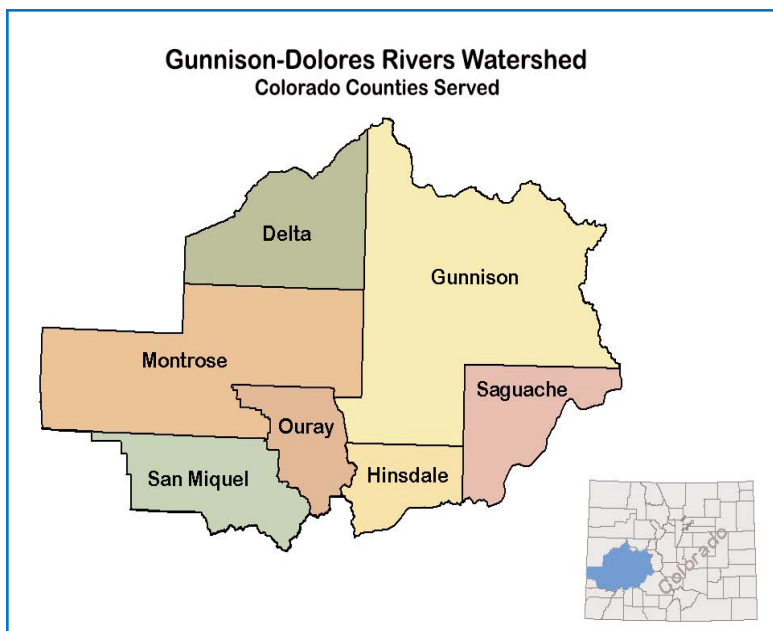 Gunnison-Dolores Rivers Watershed
Colorado Counties Served
Delta
Gunnison
Montrose
Saguache
Ouray
San Miquel
Hinsdale
Colorado